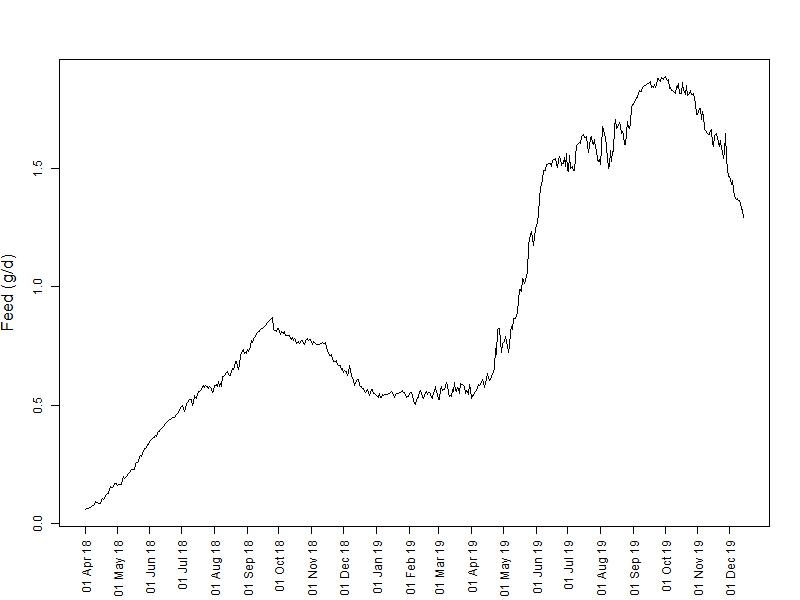 Feed (g/d)
1.5
1.0
0.5
0.0
01 Apr 18
01 May 18
01 Jun 18
01 Jul 18
01 Aug 18
01 Sep 18
01 Oct 18
01 Nov 18
01 Dec 18
01 Jan 19
01 Feb 19
01 Mar 19
01 Apr 19
01 May 19
01 Jun 19
01 Jul 19
01 Aug 19
01 Sep 19
01 Oct 19
01 Nov 19
01 Dec 19